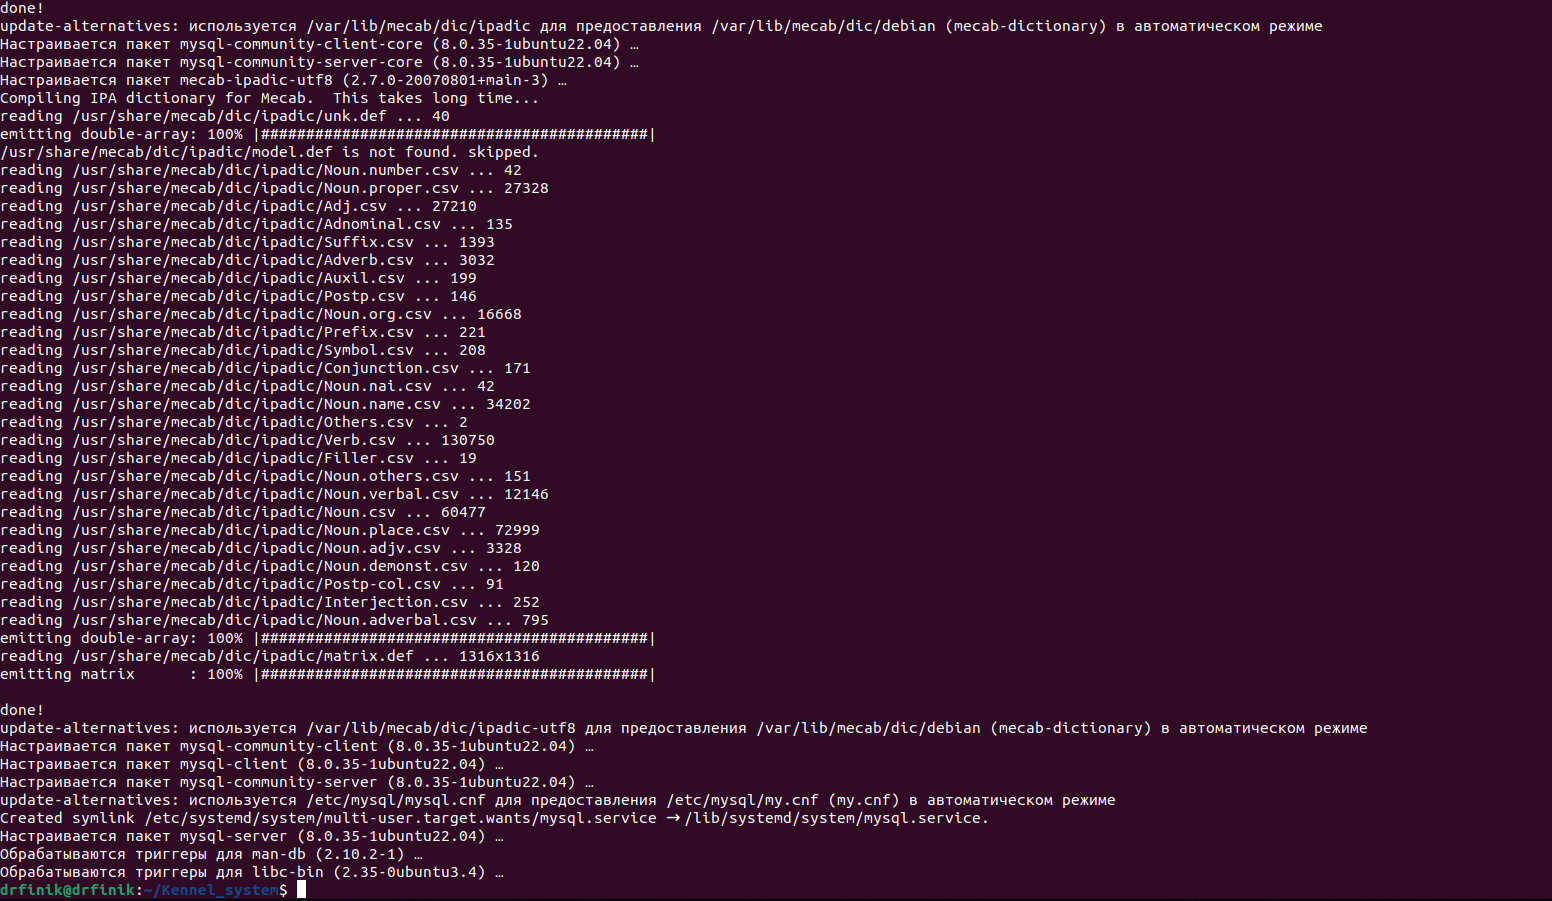 done!
update-alternatives: используется /var/lib/mecab/dic/ipadic для предоставления /var/lib/mecab/dic/debian (mecab-dictionary) в автоматическом режиме
Настраивается пакет mysql-community-client-core (8.0.35-1ubuntu22.04) …
Настраивается пакет mysql-community-server-core (8.0.35-1ubuntu22.04) …
Настраивается пакет mecab-ipadic-utf8 (2.7.0-20070801+main-3) …
Compiling IPA dictionary for Mecab.  This takes long time...
reading /usr/share/mecab/dic/ipadic/unk.def ... 40
emitting double-array: 100% |###########################################|
/usr/share/mecab/dic/ipadic/model.def is not found. skipped.
reading /usr/share/mecab/dic/ipadic/Noun.number.csv ... 42
reading /usr/share/mecab/dic/ipadic/Noun.proper.csv ... 27328
reading /usr/share/mecab/dic/ipadic/Adj.csv ... 27210
reading /usr/share/mecab/dic/ipadic/Adnominal.csv ... 135
reading /usr/share/mecab/dic/ipadic/Suffix.csv ... 1393
reading /usr/share/mecab/dic/ipadic/Adverb.csv ... 3032
reading /usr/share/mecab/dic/ipadic/Auxil.csv ... 199
reading /usr/share/mecab/dic/ipadic/Postp.csv ... 146
reading /usr/share/mecab/dic/ipadic/Noun.org.csv ... 16668
reading /usr/share/mecab/dic/ipadic/Prefix.csv ... 221
reading /usr/share/mecab/dic/ipadic/Symbol.csv ... 208
reading /usr/share/mecab/dic/ipadic/Conjunction.csv ... 171
reading /usr/share/mecab/dic/ipadic/Noun.nai.csv ... 42
reading /usr/share/mecab/dic/ipadic/Noun.name.csv ... 34202
reading /usr/share/mecab/dic/ipadic/Others.csv ... 2
reading /usr/share/mecab/dic/ipadic/Verb.csv ... 130750
reading /usr/share/mecab/dic/ipadic/Filler.csv ... 19
reading /usr/share/mecab/dic/ipadic/Noun.others.csv ... 151
reading /usr/share/mecab/dic/ipadic/Noun.verbal.csv ... 12146
reading /usr/share/mecab/dic/ipadic/Noun.csv ... 60477
reading /usr/share/mecab/dic/ipadic/Noun.place.csv ... 72999
reading /usr/share/mecab/dic/ipadic/Noun.adjv.csv ... 3328
reading /usr/share/mecab/dic/ipadic/Noun.demonst.csv ... 120
reading /usr/share/mecab/dic/ipadic/Postp-col.csv ... 91
reading /usr/share/mecab/dic/ipadic/Interjection.csv ... 252
reading /usr/share/mecab/dic/ipadic/Noun.adverbal.csv ... 795
emitting double-array: 100% |###########################################|
reading /usr/share/mecab/dic/ipadic/matrix.def ... 1316x1316
emitting matrix      : 100% |###########################################|
done!
update-alternatives: используется /var/lib/mecab/dic/ipadic-utf8 для предоставления /var/lib/mecab/dic/debian (mecab-dictionary) в автоматическом режиме
Настраивается пакет mysql-community-client (8.0.35-1ubuntu22.04) …
Настраивается пакет mysql-client (8.0.35-1ubuntu22.04) …
Настраивается пакет mysql-community-server (8.0.35-1ubuntu22.04) …
update-alternatives: используется /etc/mysql/mysql.cnf для предоставления /etc/mysql/my.cnf (my.cnf) в автоматическом режиме
Created symlink /etc/systemd/system/multi-user.target.wants/mysql.service → /lib/systemd/system/mysql.service.
Настраивается пакет mysql-server (8.0.35-1ubuntu22.04) …
Обрабатываются триггеры для man-db (2.10.2-1) …
Обрабатываются триггеры для libc-bin (2.35-0ubuntu3.4) …
drfinik@drfinik:~/Kennel_system$